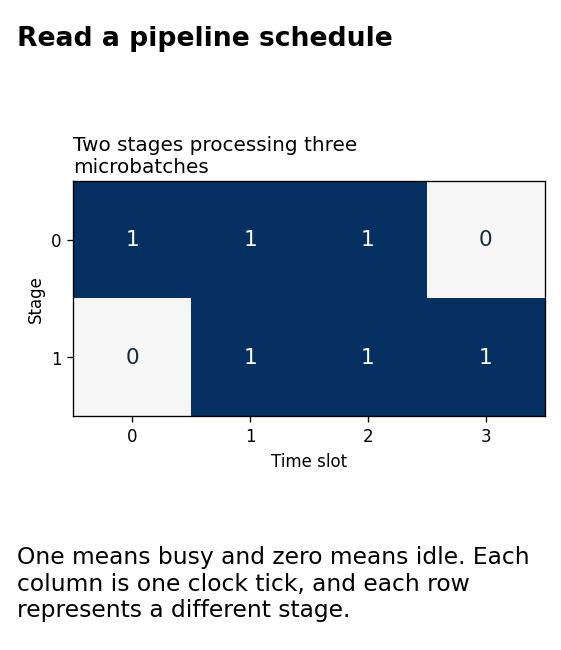 Read a pipeline schedule
Two stages processing three
microbatches
0
1
1
1
0
Stage
1
0
1
1
1
0
1
2
3
Time slot
One means busy and zero means idle. Each
column is one clock tick, and each row
represents a different stage.